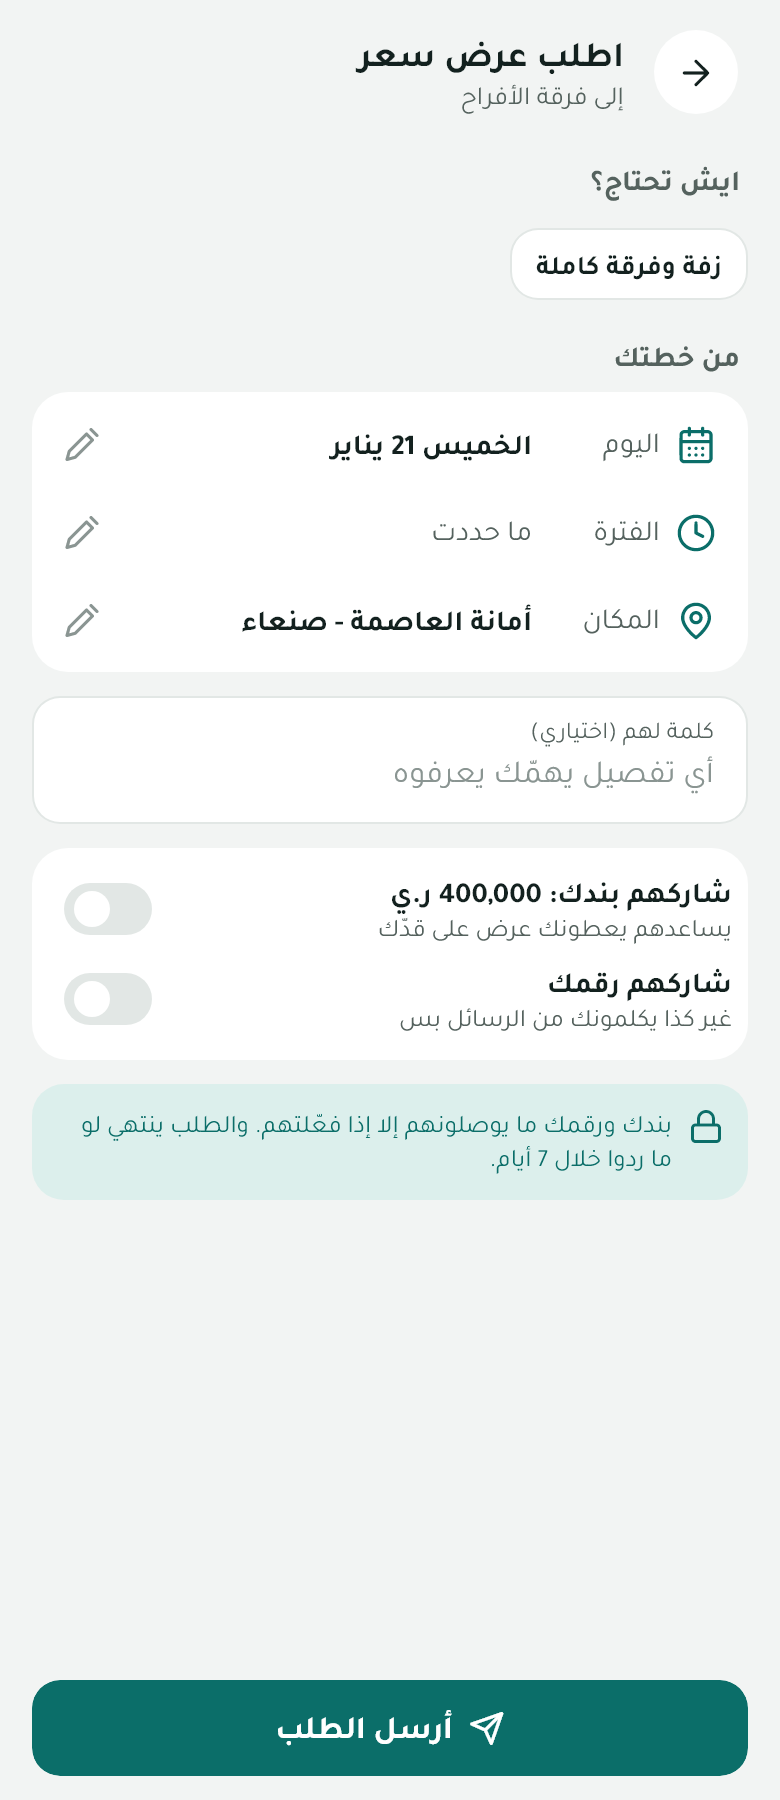 اطلب عرض سعر
إلى فرقة الأفراح
ايش تحتاج؟
زفة وفرقة كاملة
من خطتك
اليوم الخميس 21 يناير
الفترة ما حددت
المكان أمانة العاصمة - صنعاء
كلمة لهم (اختياري)
أي تفصيل يهمّك يعرفوه
شاركهم بندك: 400,000 ر.ي
يساعدهم يعطونك عرض على قدّك
شاركهم رقمك
غير كذا يكلمونك من الرسائل بس
بندك ورقمك ما يوصلونهم إلا إذا فعّلتهم. والطلب ينتهي لو
ما ردوا خلال 7 أيام.
أرسل الطلب